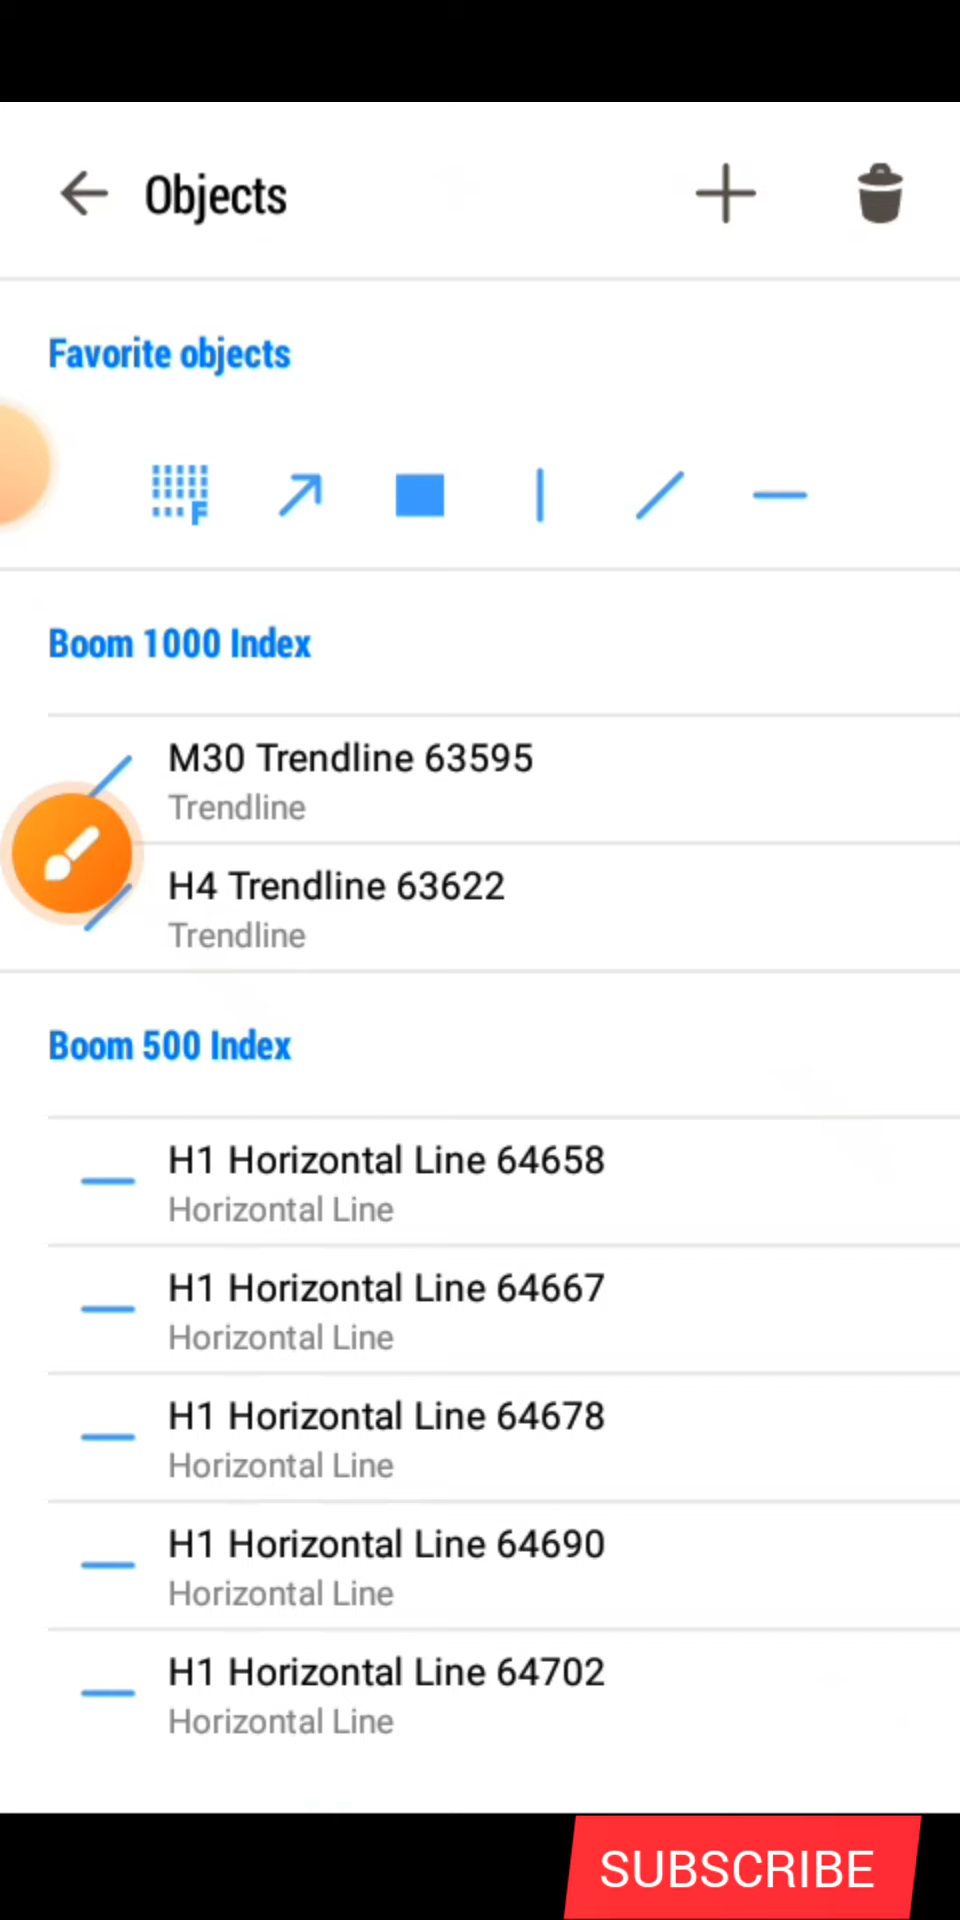 Objects
Favorite objects
F
Boom 1000 Index
M30 Trendline 63595
Trendline
H4 Trendline 63622
Trendline
Boom 500 Index
H1 Horizontal Line 64658
Horizontal Line
H1 Horizontal Line 64667
Horizontal Line
H1 Horizontal Line 64678
Horizontal Line
H1 Horizontal Line 64690
Horizontal Line
H1 Horizontal Line 64702
Horizontal Line
SUBSCRIBE